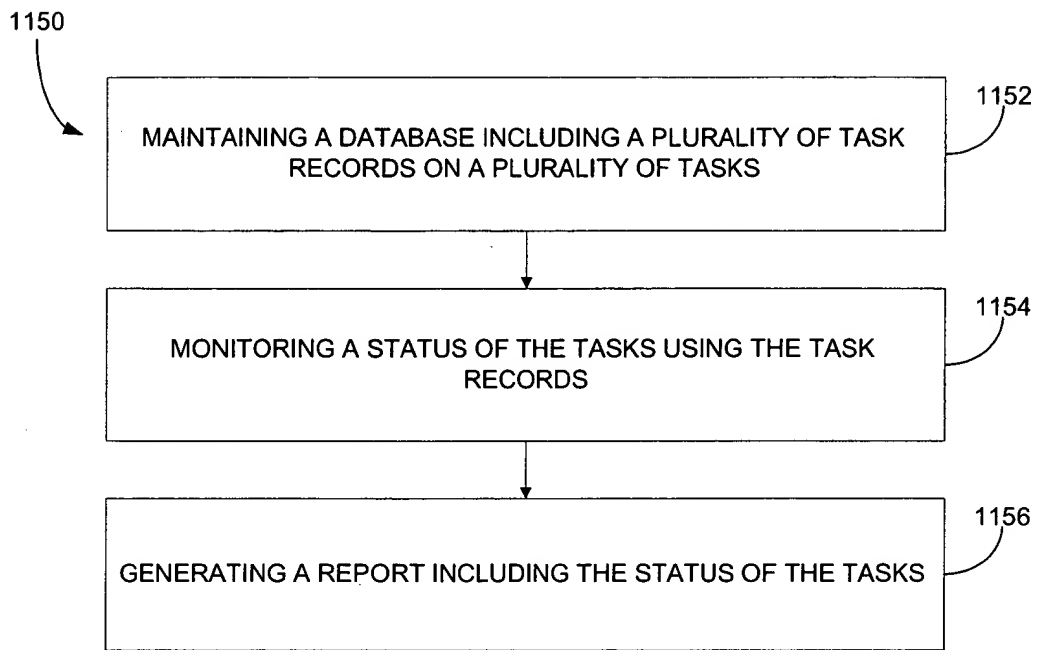 1150
1152
MAINTAINING A DATABASE INCLUDING A PLURALITY OF TASK
RECORDS ON A PLURALITY OF TASKS
1154
MONITORING A STATUS OF THE TASKS USING THE TASK
RECORDS
1156
GENERATING A REPORT INCLUDING THE STATUS OF THE TASKS